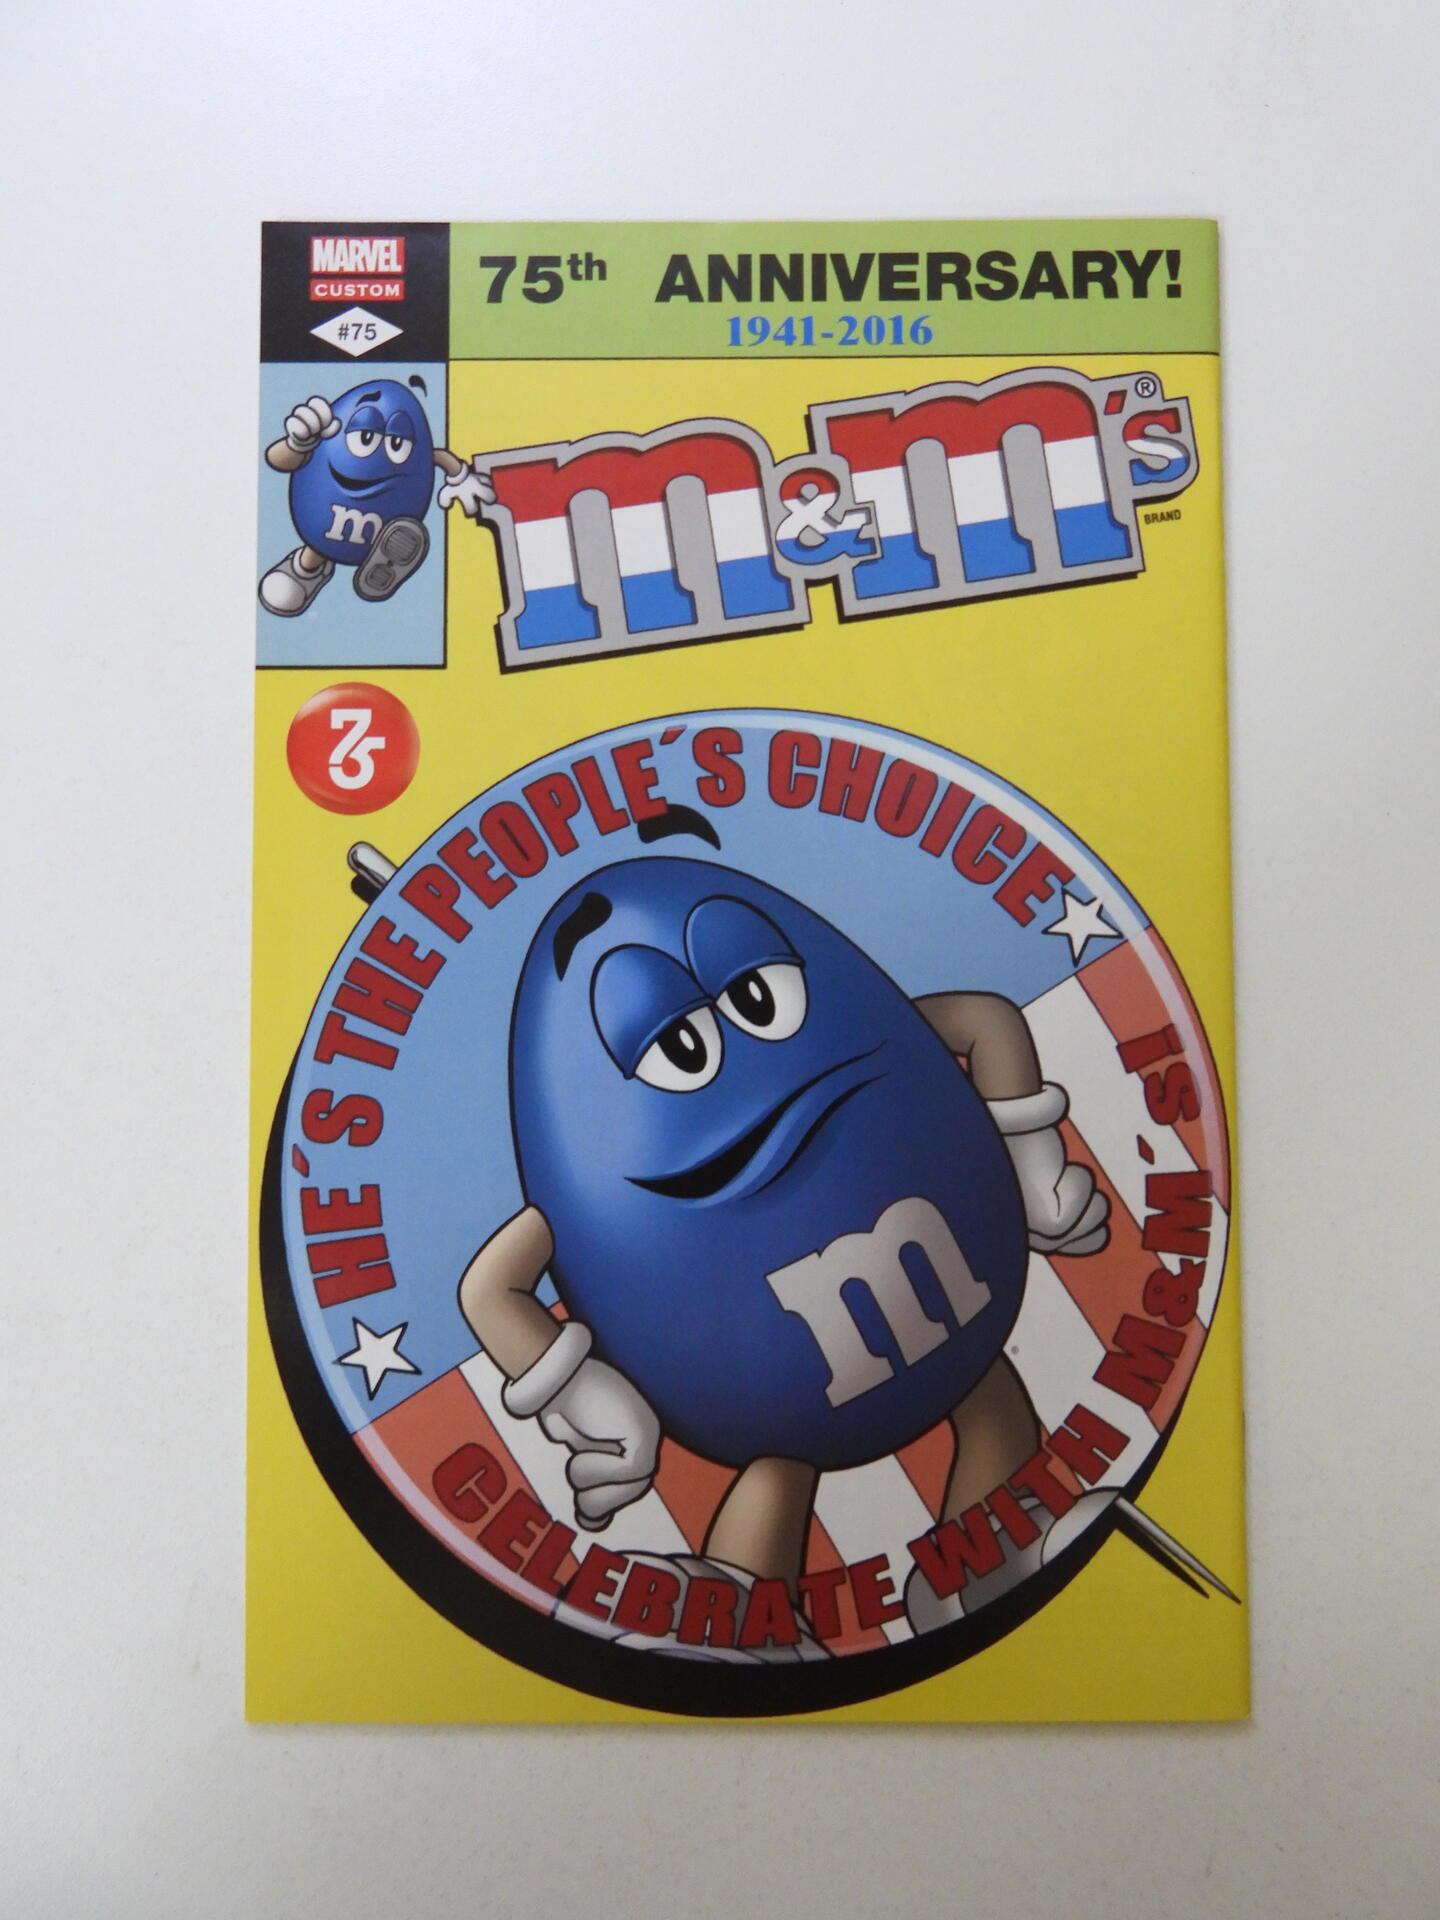 MARVEL
CUSTOM
#75
75th ANNIVERSARY!
1941-2016
m&m's®
BRAND
m
75
HE´S THE PEOPLE´S CHOICE
m
CELEBRATE WITH M&M´s!